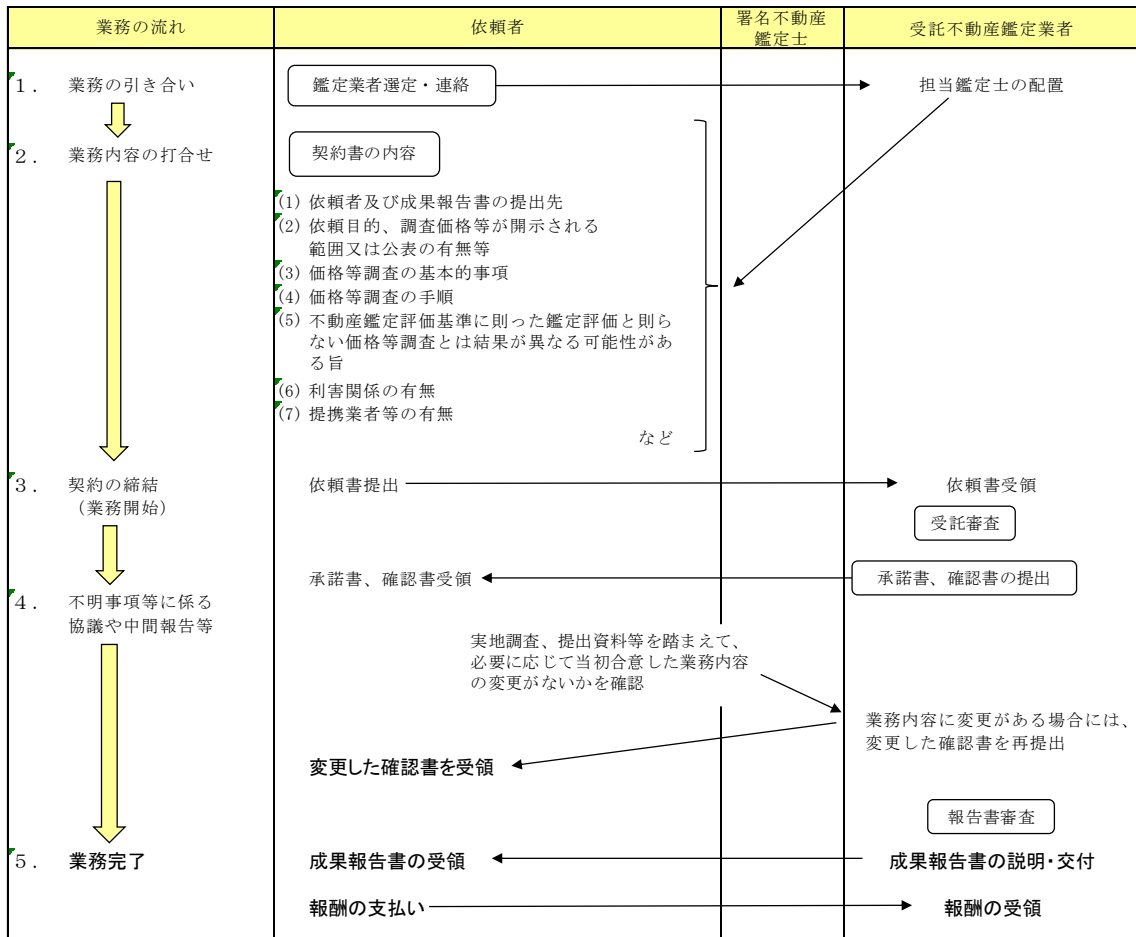 業務の流れ
依頼者
署名不動産
鑑定士
受託不動産鑑定業者
1． 業務の引き合い
鑑定業者選定・連絡
担当鑑定士の配置
2． 業務内容の打合せ
契約書の内容
(1) 依頼者及び成果報告書の提出先
(2) 依頼目的、調査価格等が開示される
範囲又は公表の有無等
(3) 価格等調査の基本的事項
(4) 価格等調査の手順
(5) 不動産鑑定評価基準に則った鑑定評価と則ら
ない価格等調査とは結果が異なる可能性があ
る旨
(6) 利害関係の有無
(7) 提携業者等の有無
など
3． 契約の締結
（業務開始）
依頼書提出
依頼書受領
受託審査
承諾書、確認書受領
承諾書、確認書の提出
4． 不明事項等に係る
協議や中間報告等
実地調査、提出資料等を踏まえて、
必要に応じて当初合意した業務内容
の変更がないかを確認
業務内容に変更がある場合には、
変更した確認書を再提出
変更した確認書を受領
報告書審査
5． 業務完了
成果報告書の受領
成果報告書の説明・交付
報酬の支払い
報酬の受領